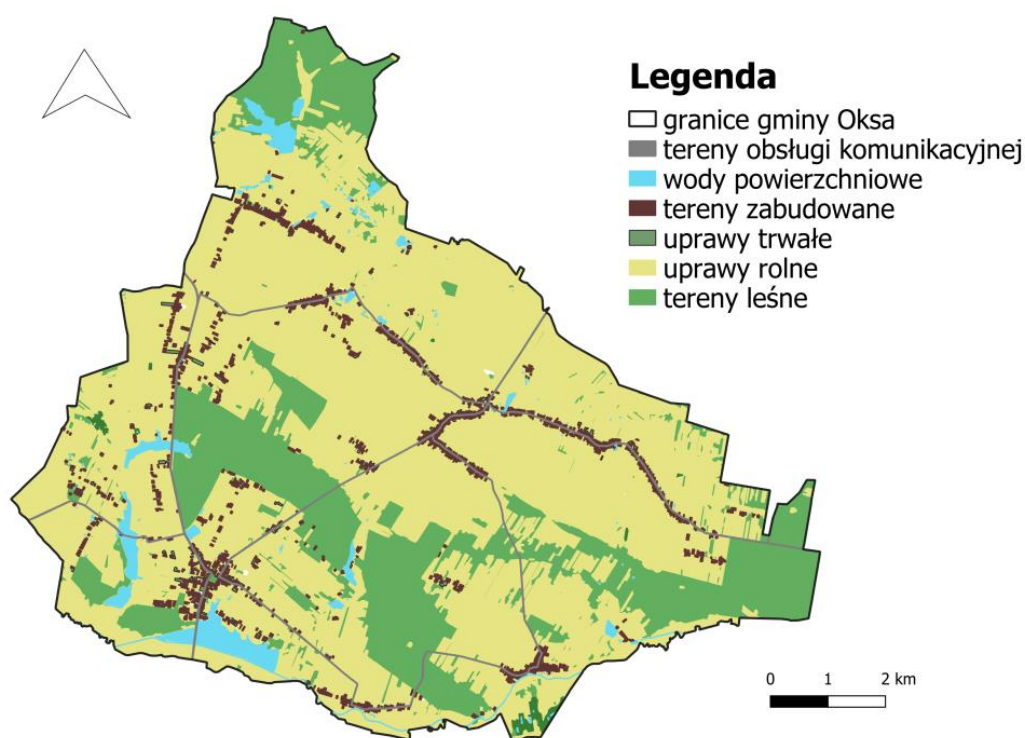 Legenda
granice gminy Oksa
tereny obsługi komunikacyjnej
wody powierzchniowe
tereny zabudowane
uprawy trwałe
uprawy rolne
tereny leśne
0 1 2 km